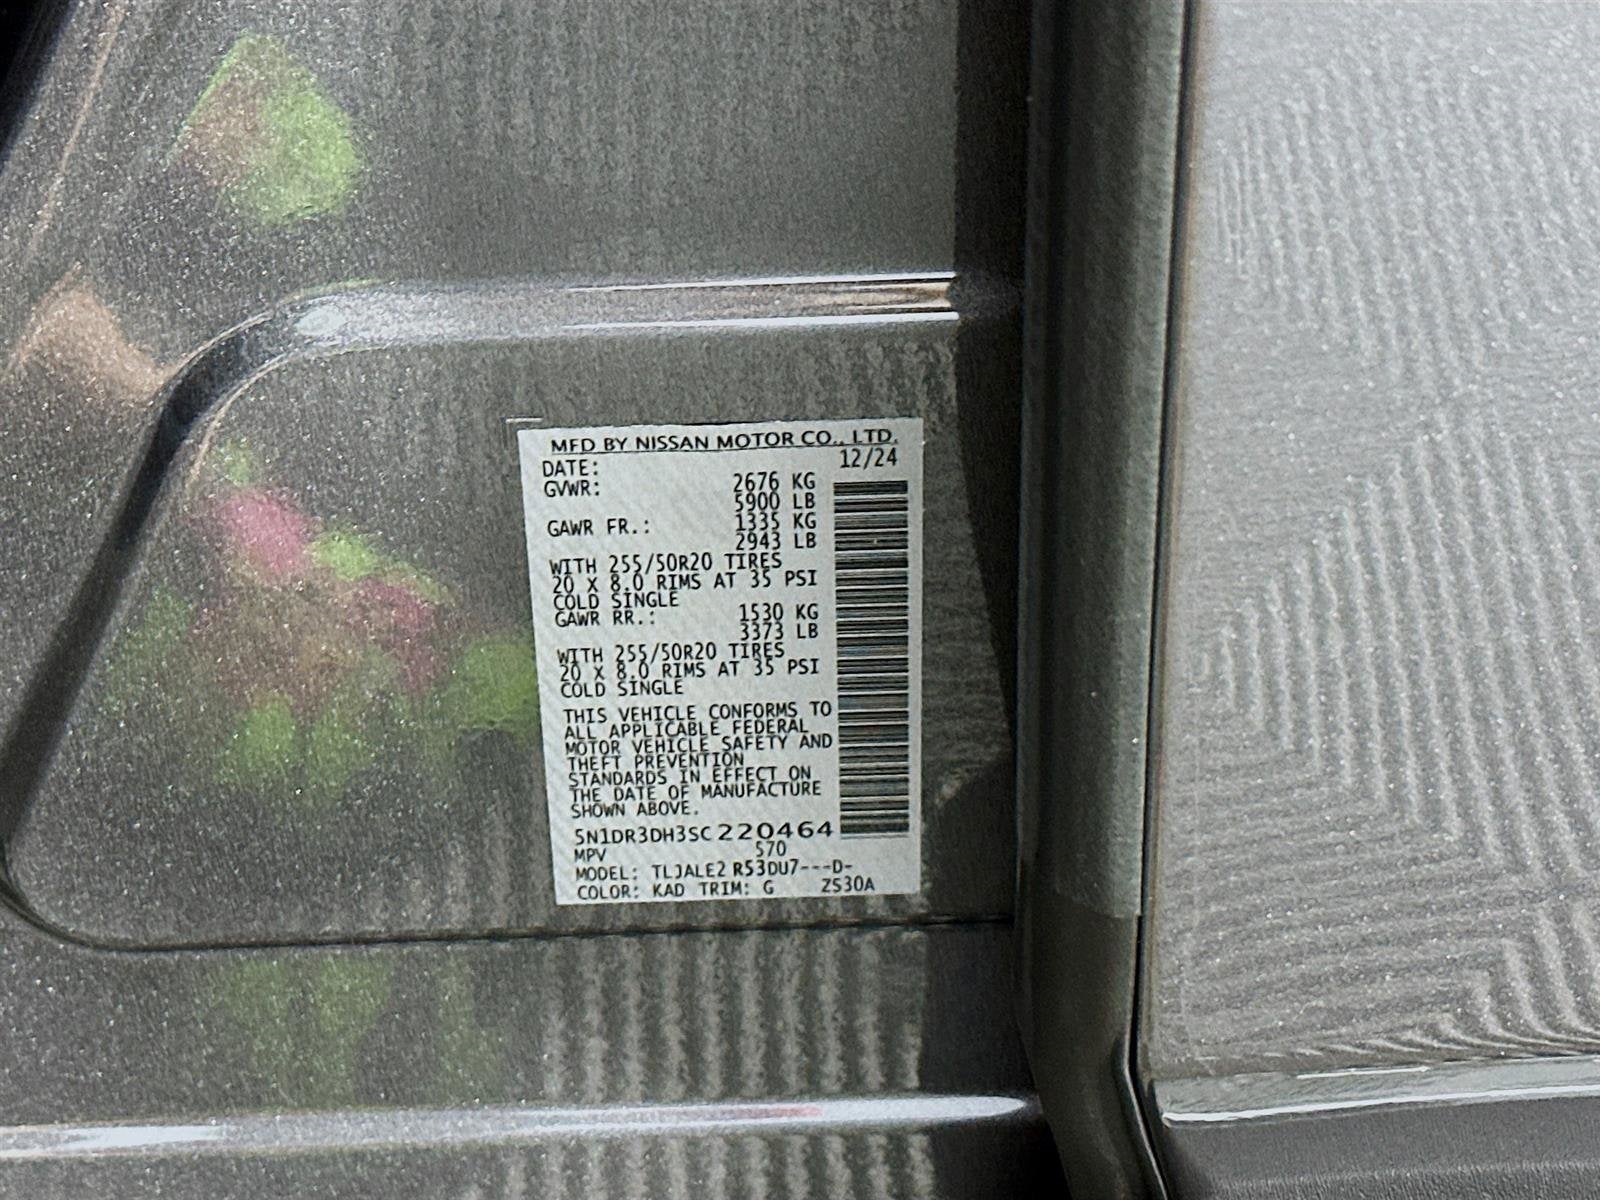 MFD BY NISSAN MOTOR CO., LTD.
DATE: 12/24
GVWR: 2676 KG
5900 LB
GAWR FR.: 1335 KG
2943 LB
WITH 255/50R20 TIRES
20 X 8.0 RIMS AT 35 PSI
COLD SINGLE
GAWR RR.: 1530 KG
3373 LB
WITH 255/50R20 TIRES
20 X 8.0 RIMS AT 35 PSI
COLD SINGLE
THIS VEHICLE CONFORMS TO
ALL APPLICABLE FEDERAL
MOTOR VEHICLE SAFETY AND
THEFT PREVENTION
STANDARDS IN EFFECT ON
THE DATE OF MANUFACTURE
SHOWN ABOVE.
5N1DR3DH3SC220464
MPV 570
MODEL: TLJALE2 R53DU7---D-
COLOR: KAD TRIM: G ZS30A